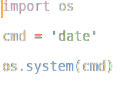 import os
cmd = 'date'
os.system(cmd)